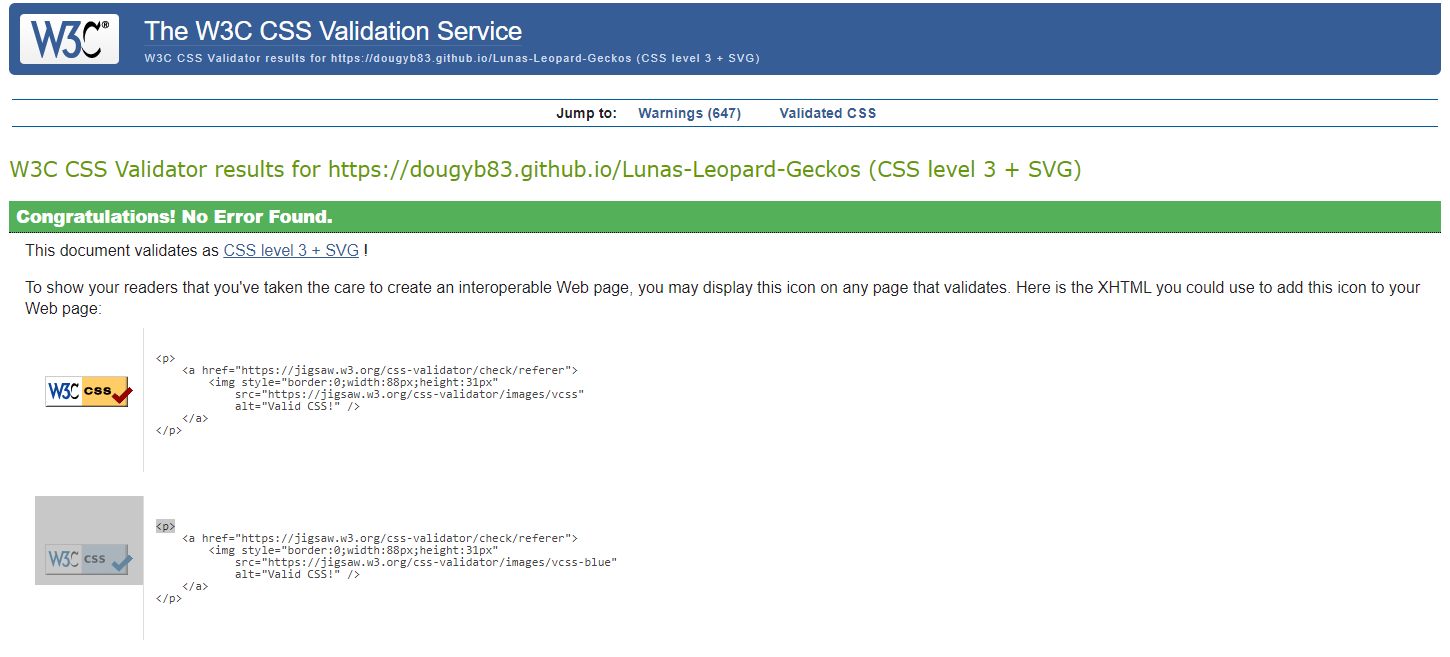 W3C® The W3C CSS Validation Service
W3C CSS Validator results for https://dougyb83.github.io/Lunas-Leopard-Geckos (CSS level 3 + SVG)
Jump to: Warnings (647) Validated CSS
W3C CSS Validator results for https://dougyb83.github.io/Lunas-Leopard-Geckos (CSS level 3 + SVG)
Congratulations! No Error Found.
This document validates as CSS level 3 + SVG !
To show your readers that you've taken the care to create an interoperable Web page, you may display this icon on any page that validates. Here is the XHTML you could use to add this icon to your
Web page:
<p>
<a href="https://jigsaw.w3.org/css-validator/check/referer">
<img style="border:0;width:88px;height:31px"
W3C css
src="https://jigsaw.w3.org/css-validator/images/vcss"
alt="Valid CSS!" />
</a>
</p>
<p>
<a href="https://jigsaw.w3.org/css-validator/check/referer">
<img style="border:0;width:88px;height:31px"
W3C css
src="https://jigsaw.w3.org/css-validator/images/vcss-blue"
alt="Valid CSS!" />
</a>
</p>